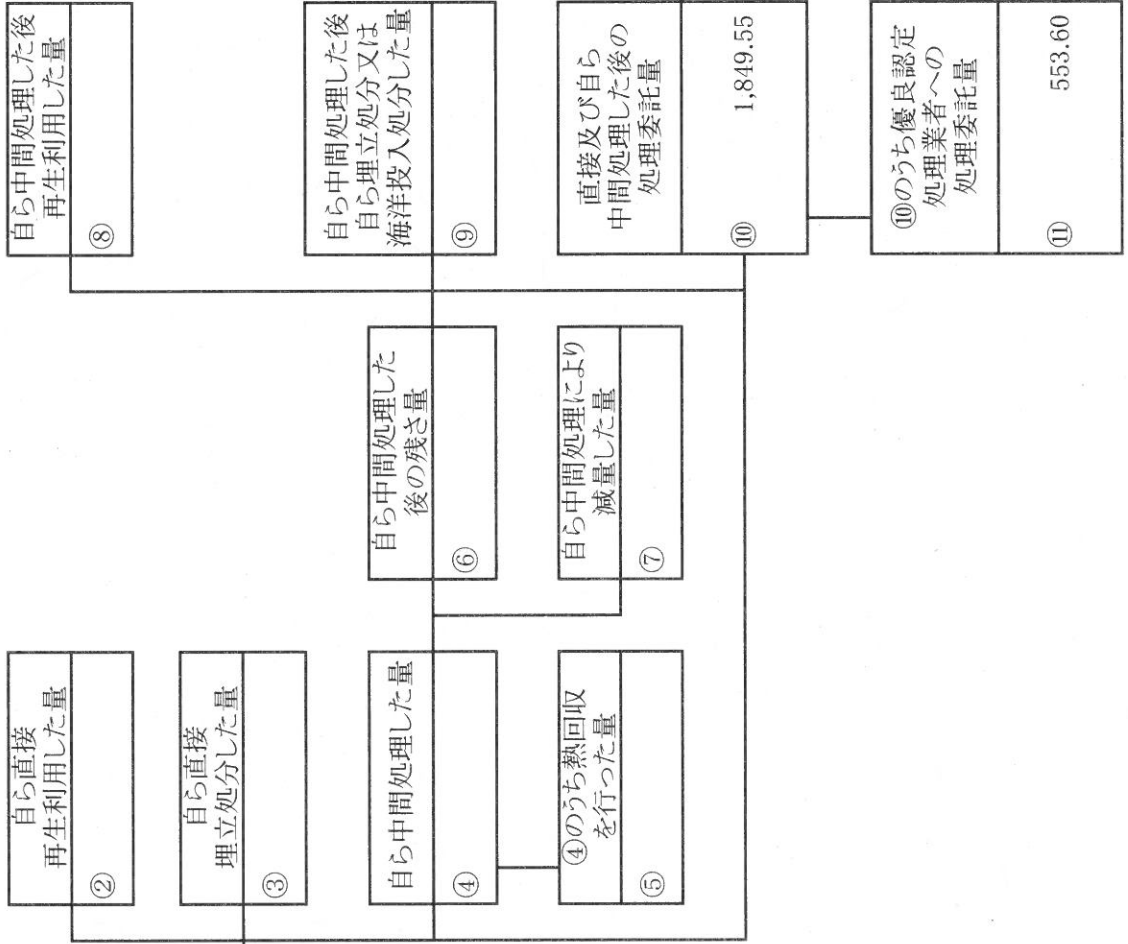 自ら直接
再生利用した量
②
自ら直接
埋立処分した量
③
自ら中間処理した量
④
④のうち熱回収
を行った量
⑤
自ら中間処理した
後の残さ量
⑥
自ら中間処理により
減量した量
⑦
自ら中間処理した後
再生利用した量
⑧
自ら中間処理した後
自ら埋立処分又は
海洋投入処分した量
⑨
直接及び自ら
中間処理した後の
処理委託量
⑩ 1,849.55
⑩のうち優良認定
処理業者への
処理委託量
⑪ 553.60